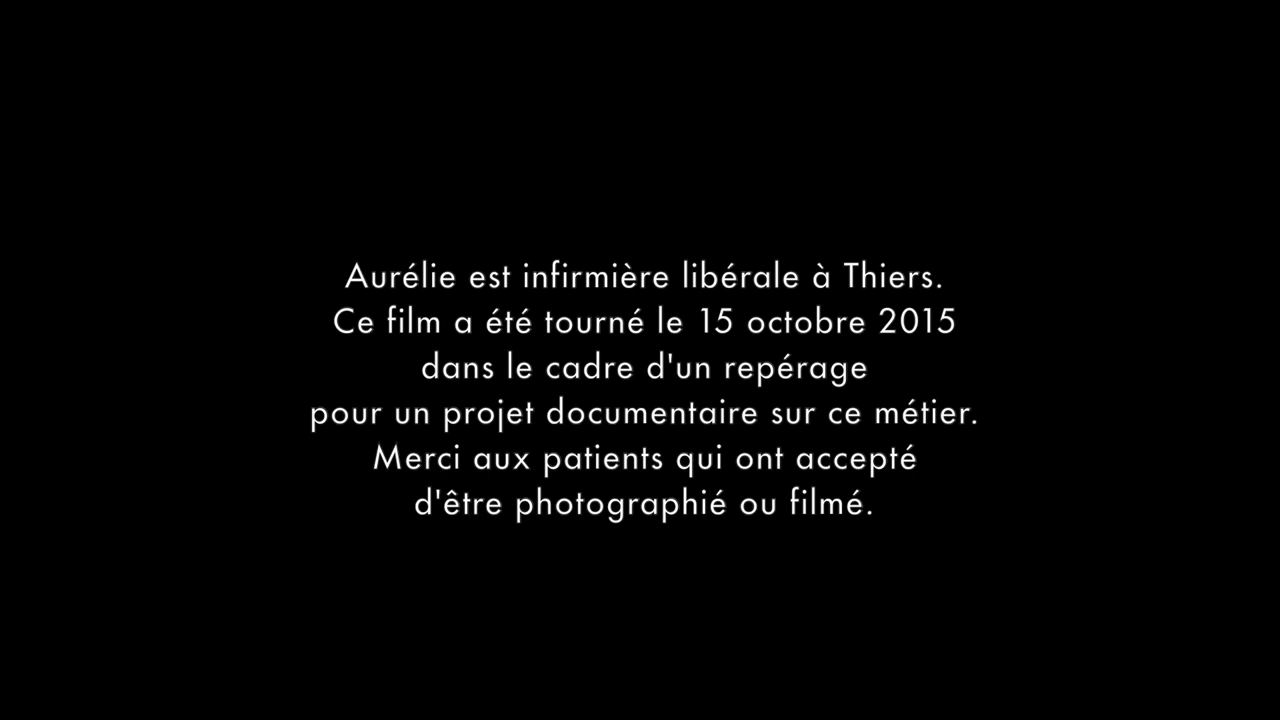 Aurélie est infirmière libérale à Thiers.
Ce film a été tourné le 15 octobre 2015
dans le cadre d'un repérage
pour un projet documentaire sur ce métier.
Merci aux patients qui ont accepté
d'être photographié ou filmé.